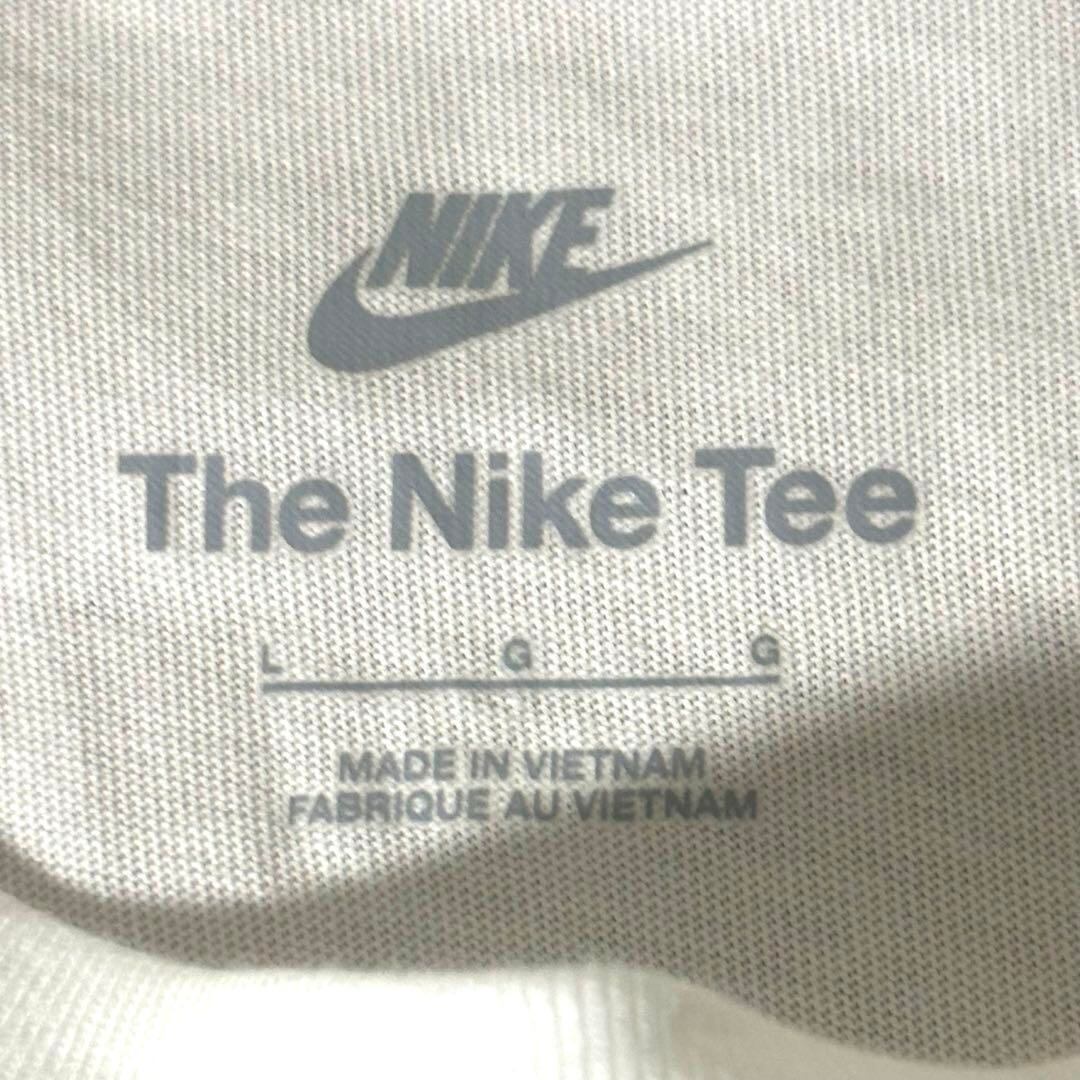 NIKE
The Nike Tee
L G G
MADE IN VIETNAM
FABRIQUE AU VIETNAM